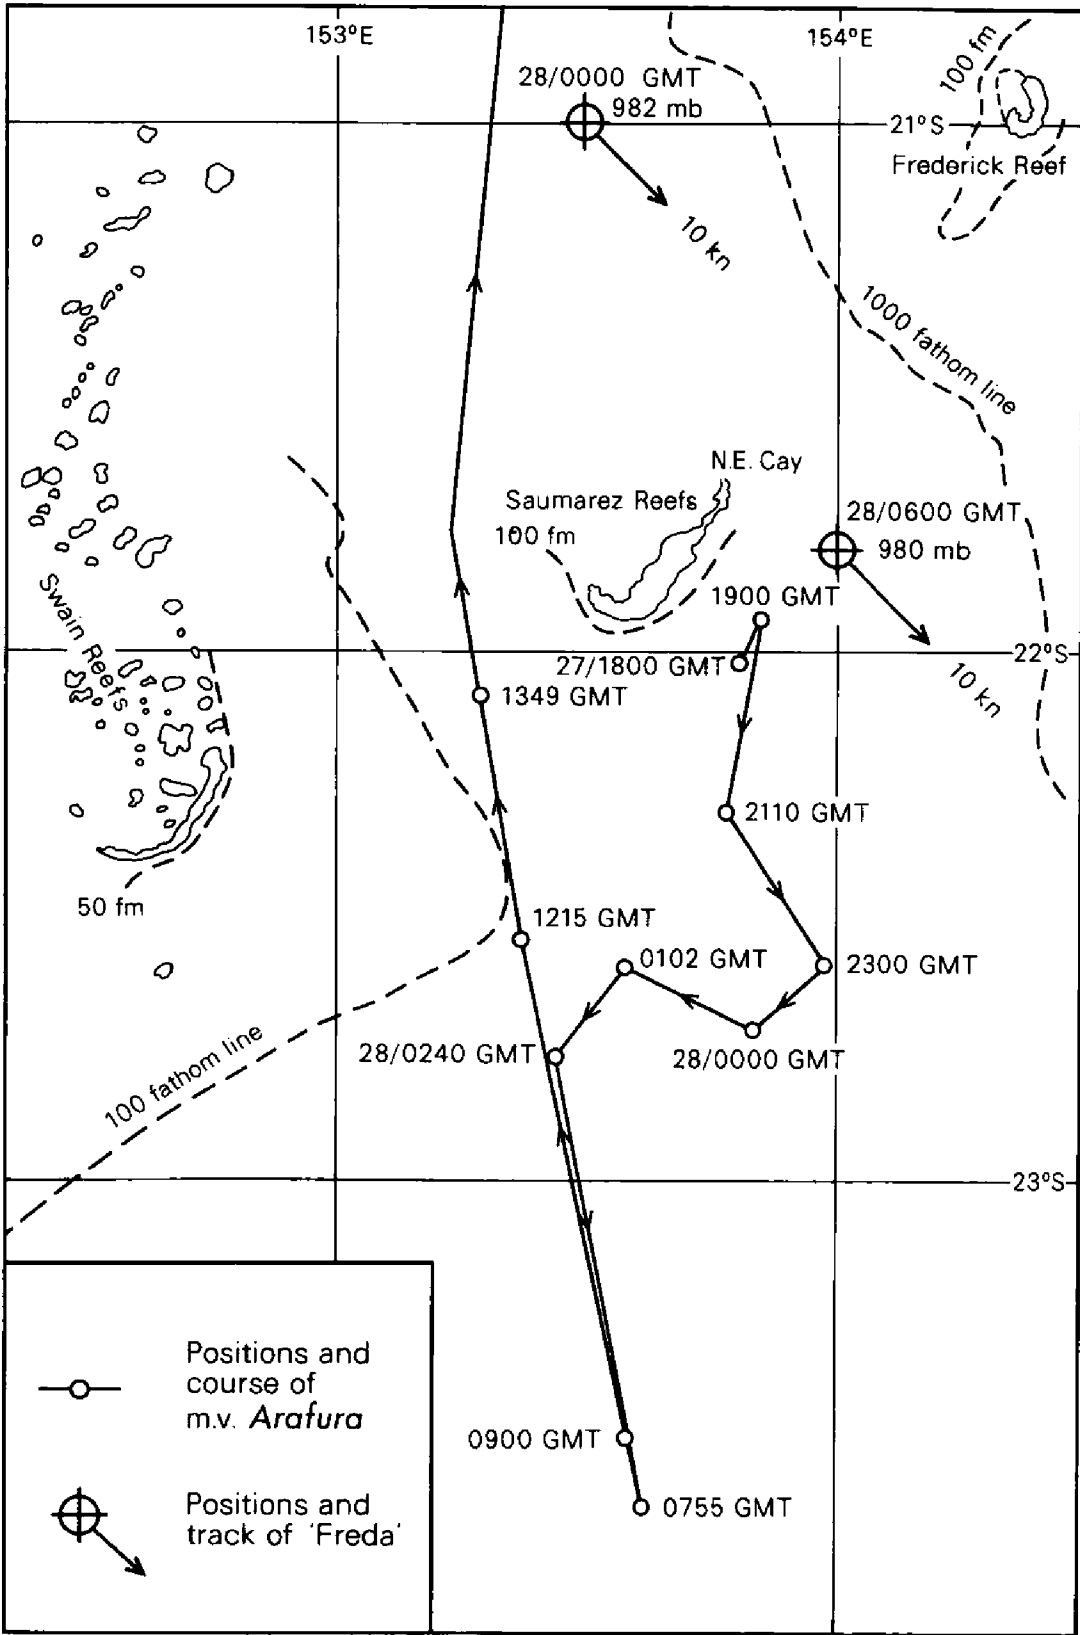 153°E
154°E
100 fm
28/0000 GMT
982 mb
21°S
Frederick Reef
10 kn
1000 fathom line
N.E. Cay
Saumarez Reefs
100 fm
28/0600 GMT
980 mb
Swain Reefs
1900 GMT
27/1800 GMT
22°S
10 kn
1349 GMT
2110 GMT
50 fm
1215 GMT
0102 GMT
2300 GMT
28/0240 GMT
28/0000 GMT
100 fathom line
23°S
Positions and
course of
m.v. Arafura
0900 GMT
0755 GMT
Positions and
track of 'Freda'